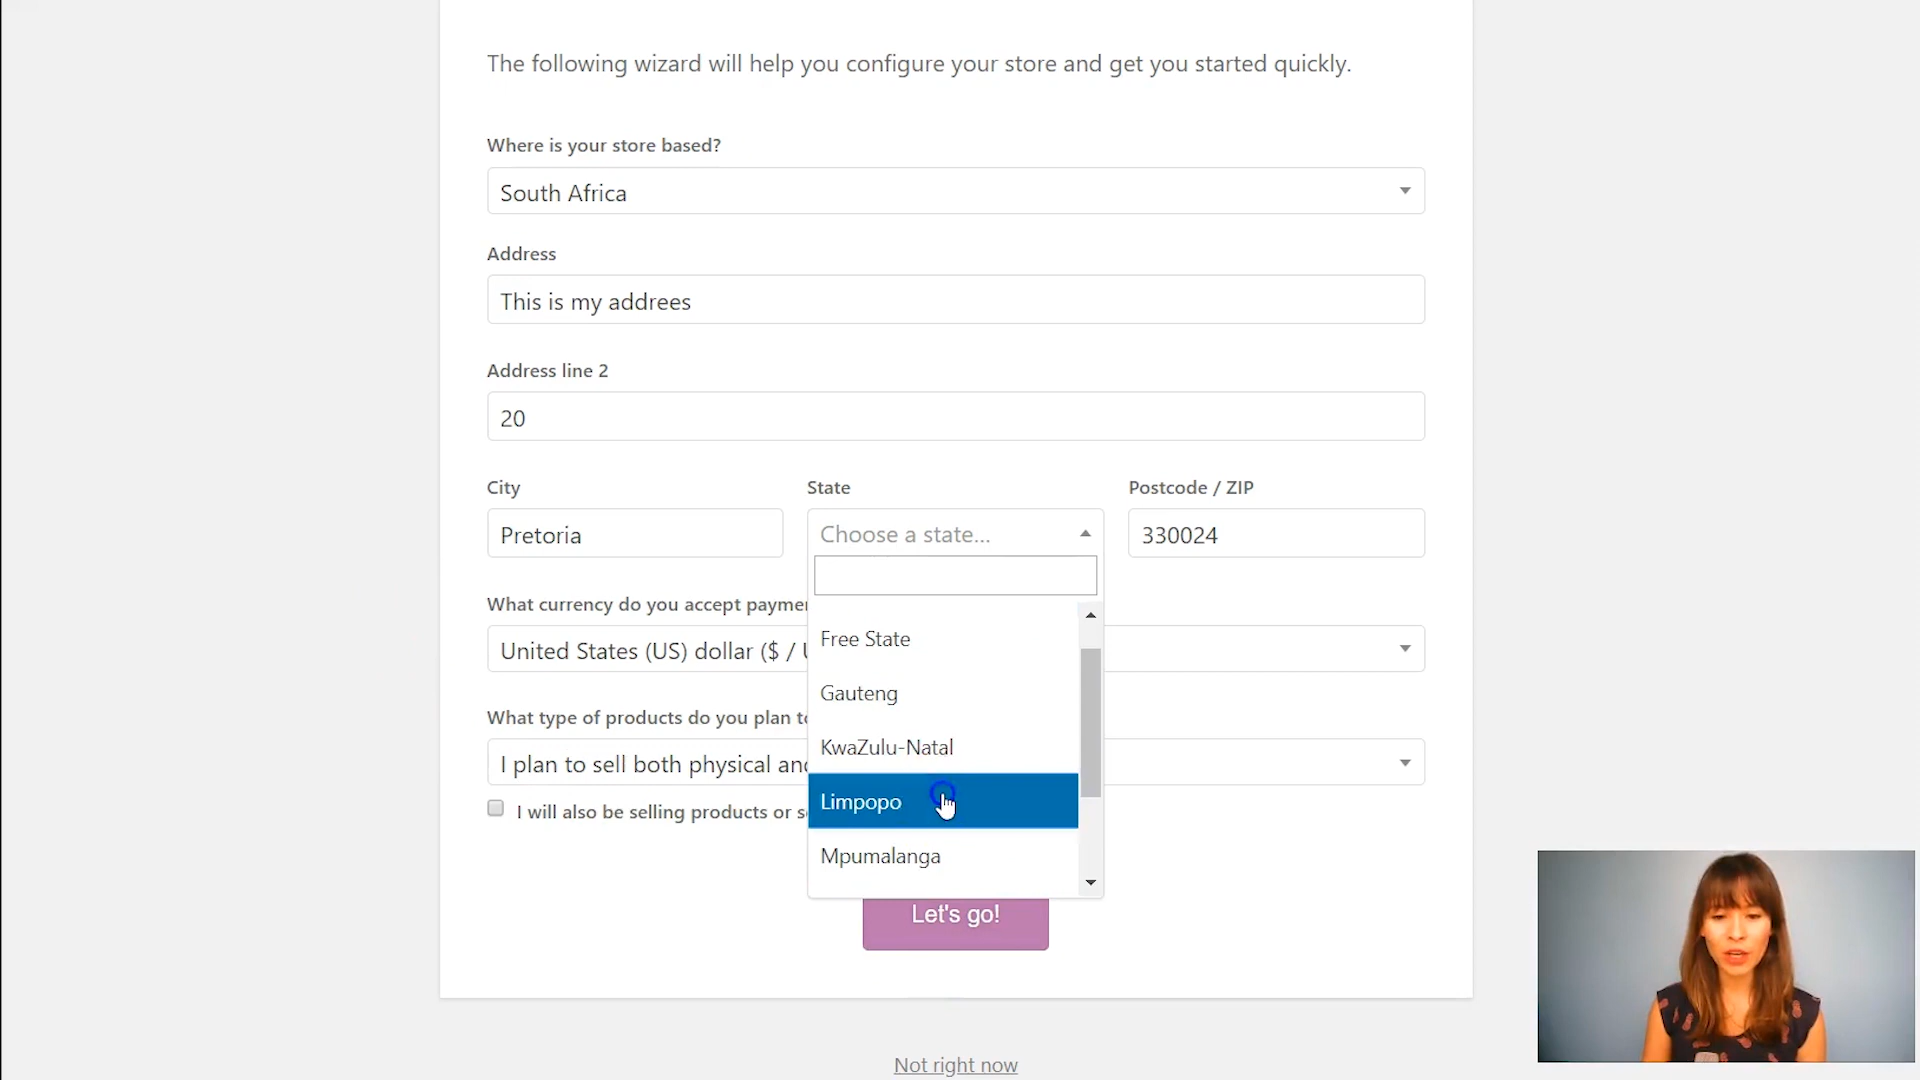 The following wizard will help you configure your store and get you started quickly.
Where is your store based?
South Africa
Address
This is my addrees
Address line 2
20
City
State
Postcode / ZIP
Pretoria
Choose a state...
330024
What currency do you accept
United States (US) dollar ($ /
Free State
Gauteng
What type of products do you plan
KwaZulu-Natal
I plan to sell both physical
Limpopo
I will also be selling products or
Mpumalanga
Let's go!
Not right now